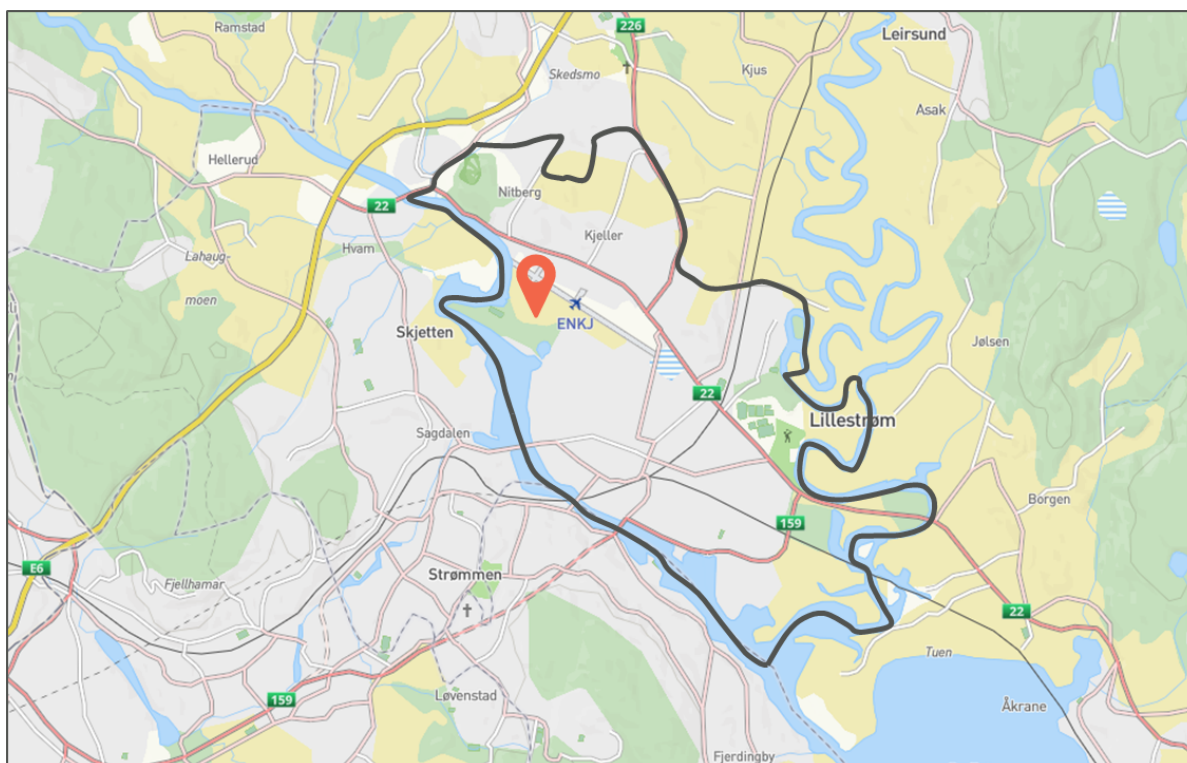 Ramstad
226
Leirsund
Skedsmo
Kjus
Asak
Hellerud
Nitberg
22
Hvam
Kjeller
Lahaug-
moen
ENKJ
Skjetten
Jølsen
22
Lillestrøm
Sagdalen
Borgen
159
E6
Fjellhamar
Strømmen
22
Tuen
159
Løvenstad
Åkrane
Fjerdingby